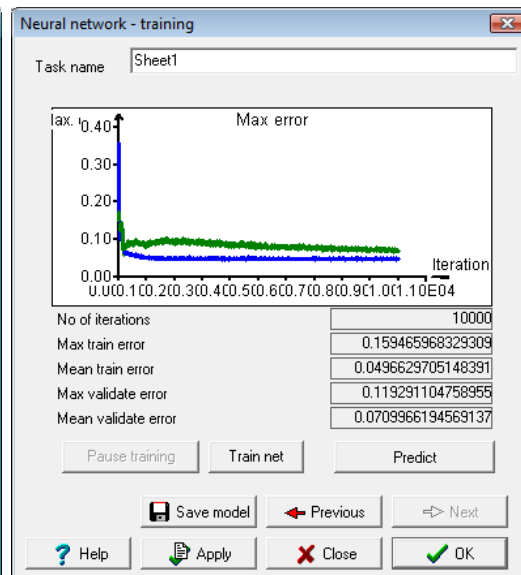 Neural network - training
Task name Sheet1
Max error
0.40
0.30
0.20
0.10
0.00
Iteration
No of iterations 10000
Max train error 0.159465968329309
Mean train error 0.0496629705148391
Max validate error 0.119291104758955
Mean validate error 0.0709966194569137
Pause training Train net Predict
Save model Previous Next
Help Apply Close OK